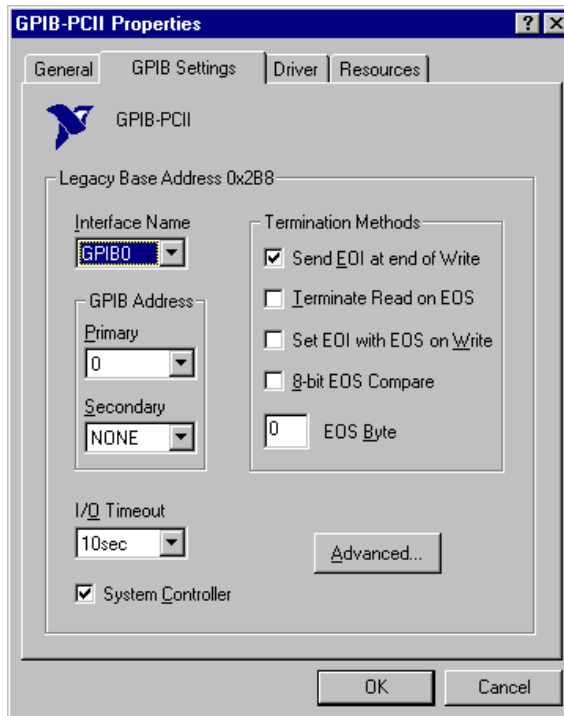 GPIB-PCII Properties
General
GPIB Settings
Driver
Resources
GPIB-PCII
Legacy Base Address 0x2B8
Interface Name
GPIB0
GPIB Address
Primary
0
Secondary
NONE
Termination Methods
Send EOI at end of Write
Terminate Read on EOS
Set EOI with EOS on Write
8-bit EOS Compare
0 EOS Byte
I/O Timeout
10sec
System Controller
Advanced...
OK
Cancel